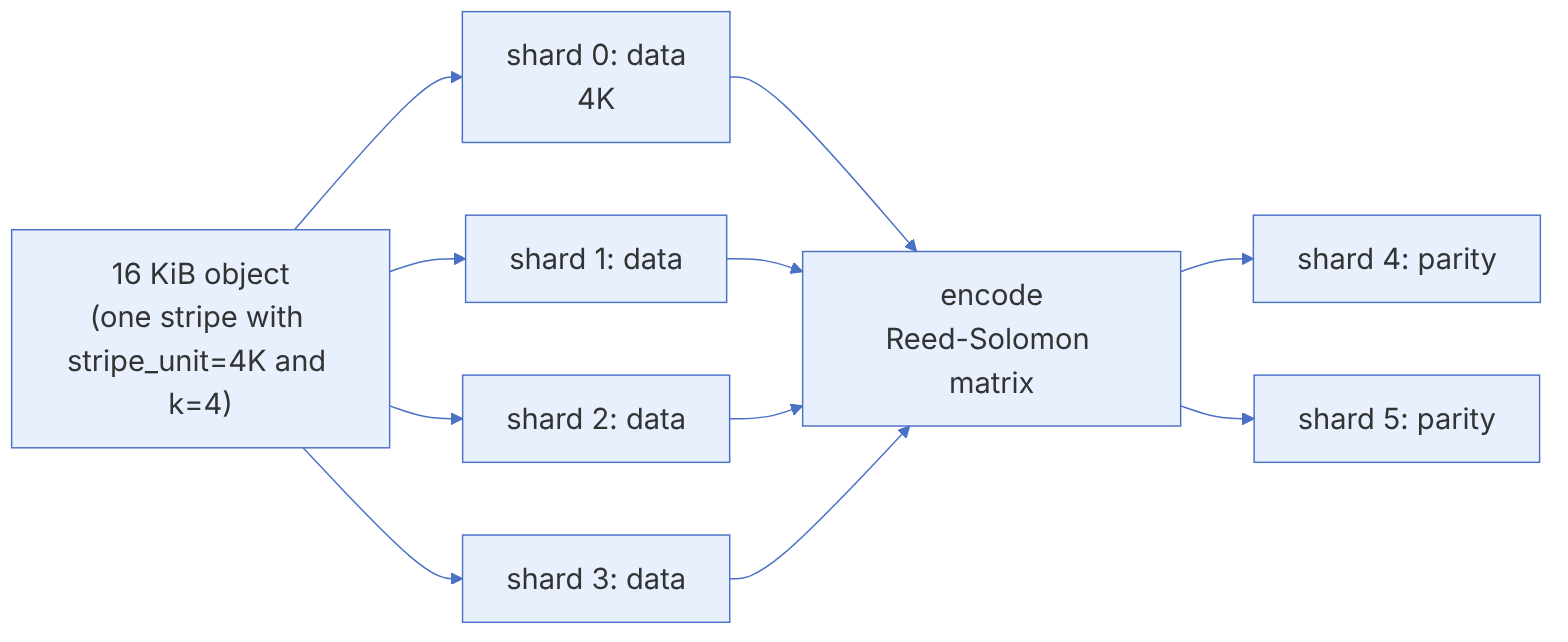 16 KiB object
(one stripe with
stripe_unit=4K and
k=4)
shard 0: data
4K
shard 1: data
shard 2: data
shard 3: data
encode
Reed-Solomon
matrix
shard 4: parity
shard 5: parity